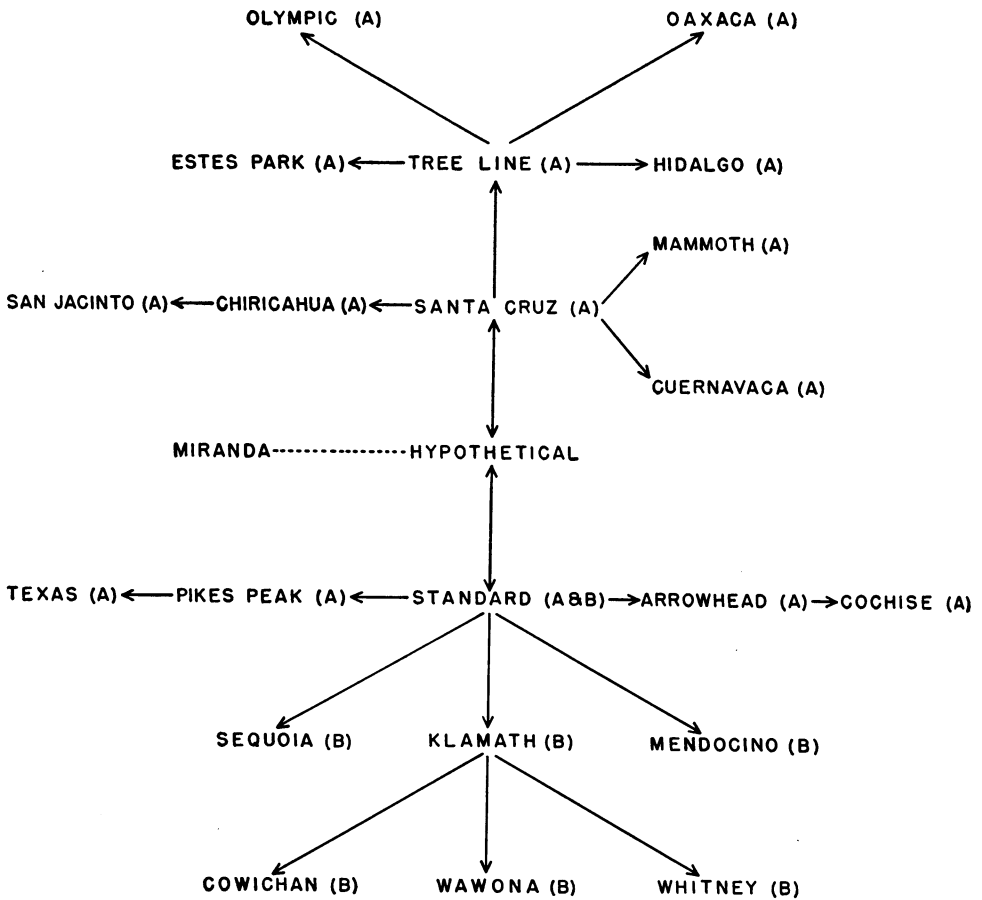 OLYMPIC (A) OAXACA (A)
ESTES PARK (A) TREE LINE (A) HIDALGO (A)
MAMMOTH (A)
SAN JACINTO (A) CHIRICAHUA (A) SANTA CRUZ (A)
CUERNAVACA (A)
MIRANDA HYPOTHETICAL
TEXAS (A) PIKES PEAK (A) STANDARD (A&B) ARROWHEAD (A) COCHISE (A)
SEQUOIA (B) KLAMATH (B) MENDOCINO (B)
COWICHAN (B) WAWONA (B) WHITNEY (B)